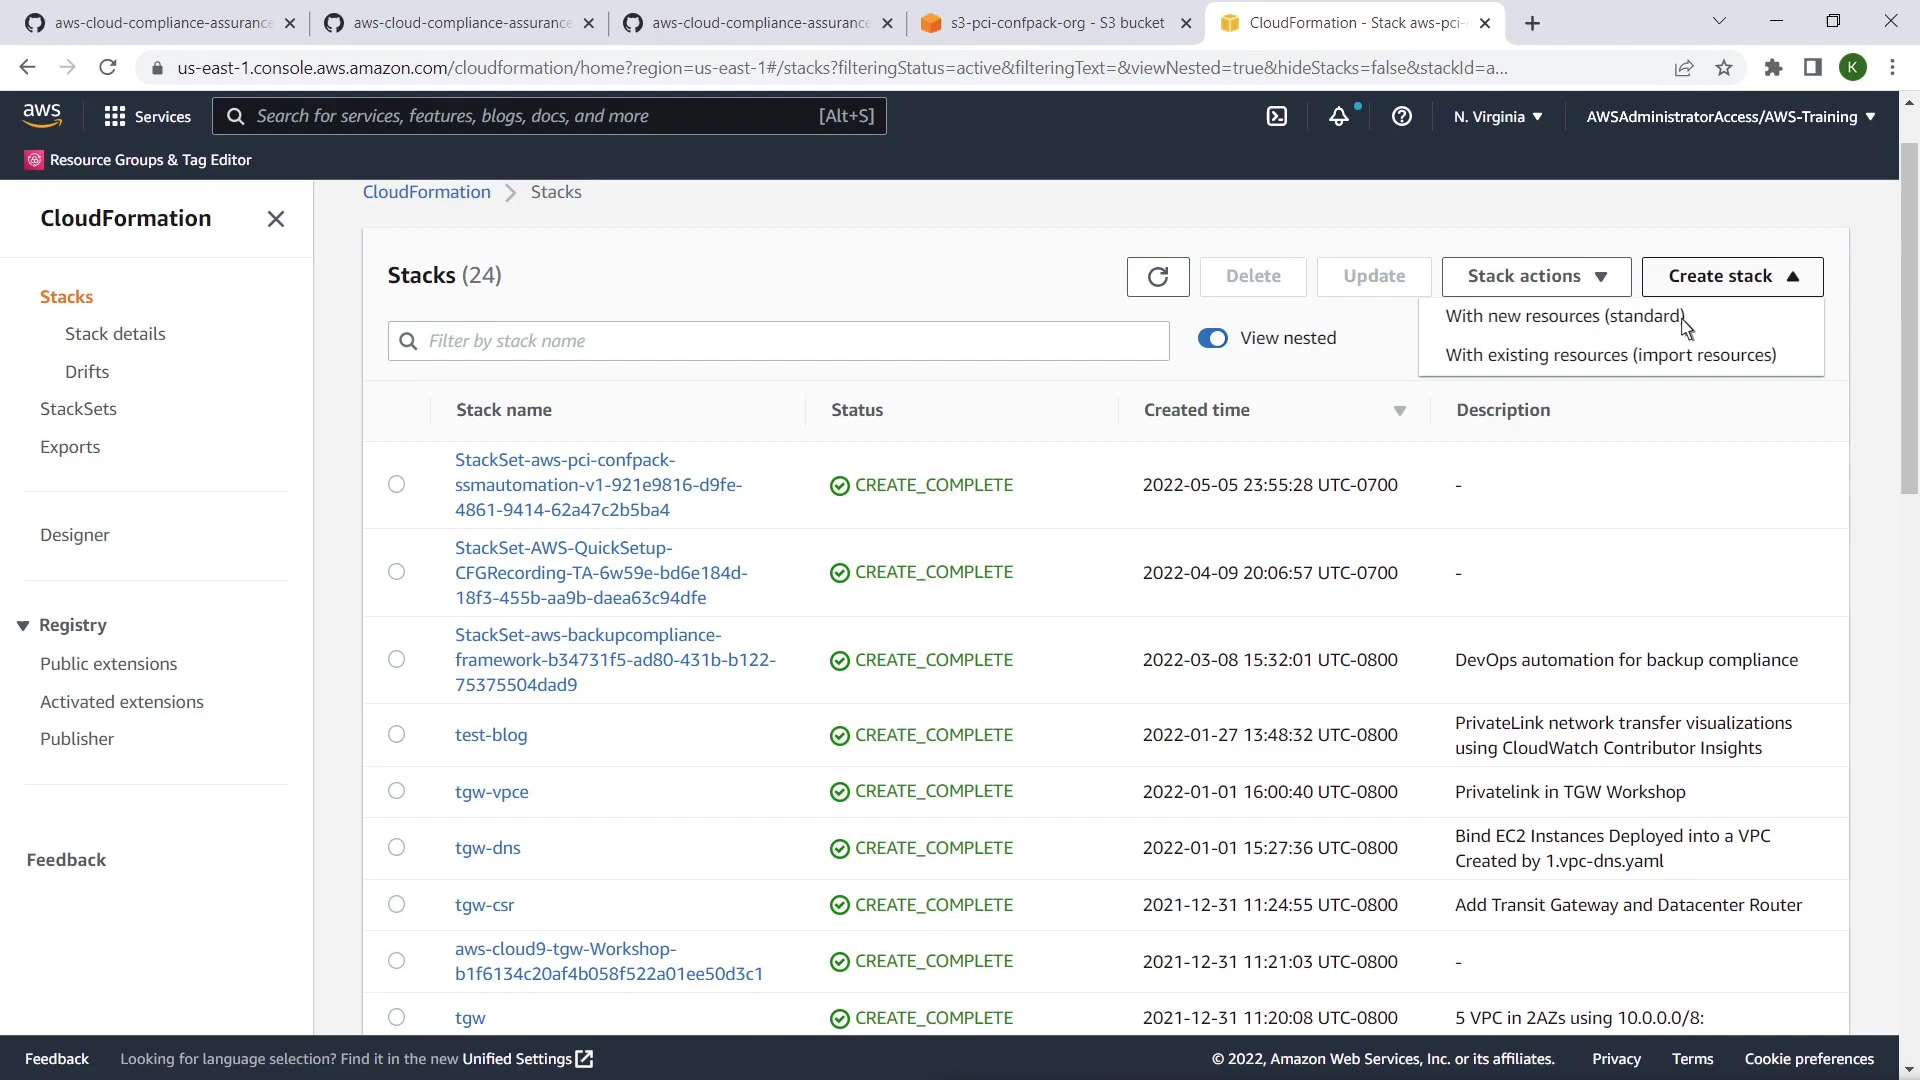 aws-cloud-compliance-assurance
aws-cloud-compliance-assurance
aws-cloud-compliance-assurance
s3-pci-confpack-org - S3 bucket
CloudFormation - Stack aws-pci-
us-east-1.console.aws.amazon.com/cloudformation/home?region=us-east-1#/stacks?filteringStatus=active&filteringText=&viewNested=true&hideStacks=false&stackId=a...
K
aws
Services
Search for services, features, blogs, docs, and more
[Alt+S]
N. Virginia
AWSAdministratorAccess/AWS-Training
Resource Groups & Tag Editor
CloudFormation
Stacks
Stack details
Drifts
StackSets
Exports
Designer
Registry
Public extensions
Activated extensions
Publisher
Feedback
CloudFormation
Stacks
Stacks (24)
Delete
Update
Stack actions
Create stack
With new resources (standard)
With existing resources (import resources)
Filter by stack name
View nested
Stack name
Status
Created time
Description
StackSet-aws-pci-confpack-
ssmautomation-v1-921e9816-d9fe-
4861-9414-62a47c2b5ba4
CREATE_COMPLETE
2022-05-05 23:55:28 UTC-0700
-
StackSet-AWS-QuickSetup-
CFGRecording-TA-6w59e-bd6e184d-
18f3-455b-aa9b-daea63c94dfe
CREATE_COMPLETE
2022-04-09 20:06:57 UTC-0700
-
StackSet-aws-backupcompliance-
framework-b34731f5-ad80-431b-b122-
75375504dad9
CREATE_COMPLETE
2022-03-08 15:32:01 UTC-0800
DevOps automation for backup compliance
test-blog
CREATE_COMPLETE
2022-01-27 13:48:32 UTC-0800
PrivateLink network transfer visualizations
using CloudWatch Contributor Insights
tgw-vpce
CREATE_COMPLETE
2022-01-01 16:00:40 UTC-0800
Privatelink in TGW Workshop
tgw-dns
CREATE_COMPLETE
2022-01-01 15:27:36 UTC-0800
Bind EC2 Instances Deployed into a VPC
Created by 1.vpc-dns.yaml
tgw-csr
CREATE_COMPLETE
2021-12-31 11:24:55 UTC-0800
Add Transit Gateway and Datacenter Router
aws-cloud9-tgw-Workshop-
b1f6134c20af4b058f522a01ee50d3c1
CREATE_COMPLETE
2021-12-31 11:21:03 UTC-0800
-
tgw
CREATE_COMPLETE
2021-12-31 11:20:08 UTC-0800
5 VPC in 2AZs using 10.0.0.0/8:
Feedback
Looking for language selection? Find it in the new Unified Settings
© 2022, Amazon Web Services, Inc. or its affiliates.
Privacy
Terms
Cookie preferences